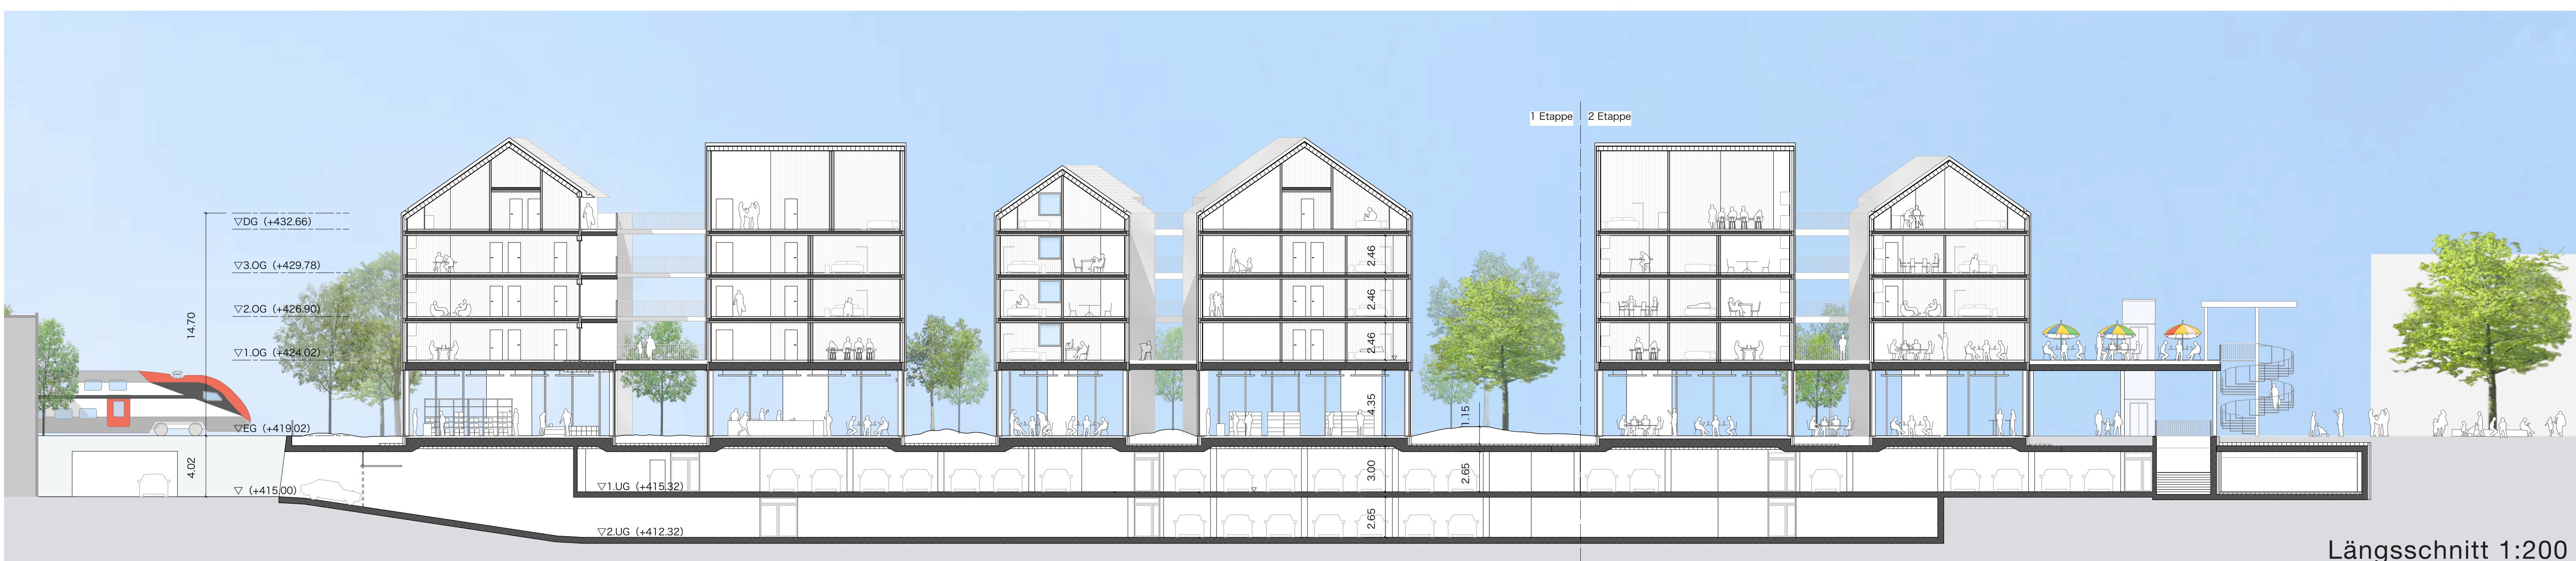 1 Etappe
2 Etappe
▽DG (+432.66)
▽3.OG (+429.78)
▽2.OG (+426.90)
▽1.OG (+424.02)
▽EG (+419.02)
▽ (+415.00)
14.70
4.02
▽1.UG (+415.32)
▽2.UG (+412.32)
2.46
2.46
2.46
4.35
3.00
2.65
1.15
2.65
Längsschnitt 1:200